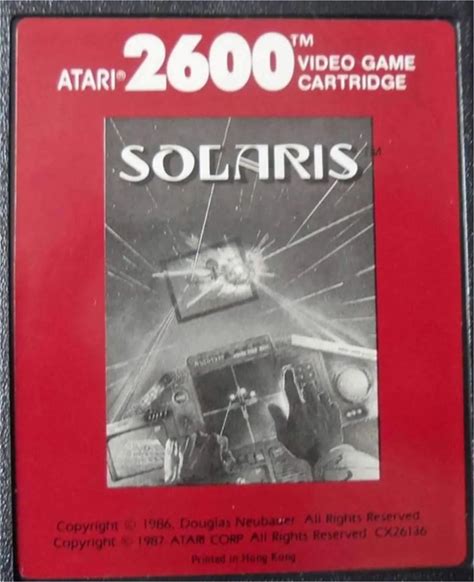 ATARI® 2600™ VIDEO GAME CARTRIDGE
SOLARIS™
Copyright © 1986, Douglas Neubauer All Rights Reserved.
Copyright © 1987 ATARI CORP All Rights Reserved. CX26136
Printed in Hong Kong